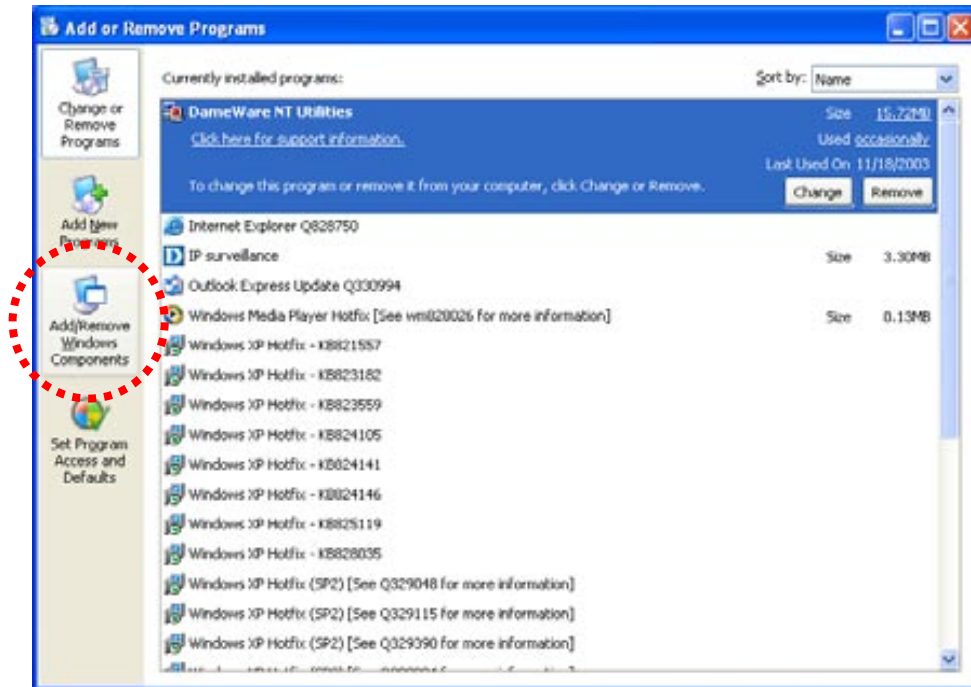 Add or Remove Programs
Change or
Remove
Programs
Add New
Programs
Add/Remove
Windows
Components
Set Program
Access and
Defaults
Currently installed programs:
Sort by: Name
DameWare NT Utilities
Size 15.72MB
Click here for support information.
Used occasionally
Last Used On 11/18/2003
To change this program or remove it from your computer, click Change or Remove.
Change Remove
Internet Explorer Q828750
IP surveillance
Size 3.30MB
Outlook Express Update Q330994
Windows Media Player Hotfix [See wm828026 for more information]
Size 0.13MB
Windows XP Hotfix - KB821557
Windows XP Hotfix - KB823182
Windows XP Hotfix - KB823559
Windows XP Hotfix - KB824105
Windows XP Hotfix - KB824141
Windows XP Hotfix - KB824146
Windows XP Hotfix - KB825119
Windows XP Hotfix - KB828035
Windows XP Hotfix (SP2) [See Q329048 for more information]
Windows XP Hotfix (SP2) [See Q329115 for more information]
Windows XP Hotfix (SP2) [See Q329390 for more information]